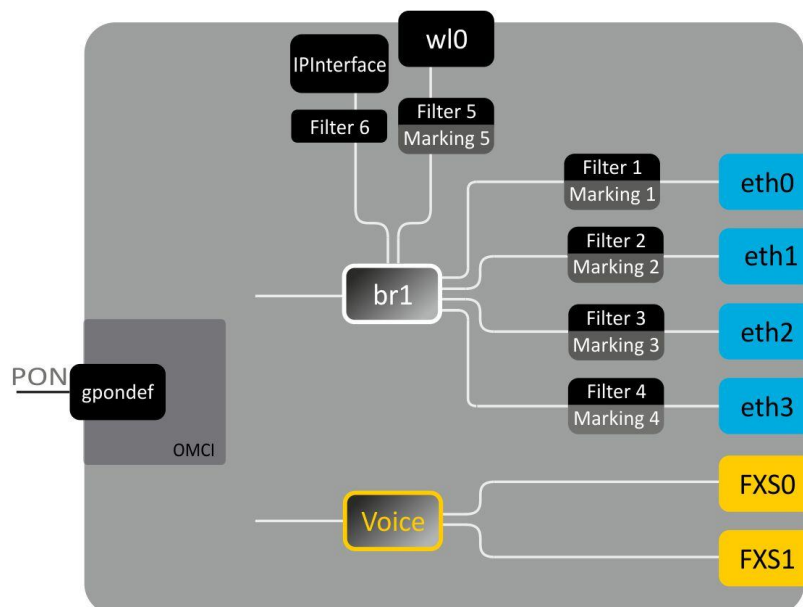 wl0
IPInterface
Filter 5
Marking 5
Filter 6
Filter 1
Marking 1
eth0
Filter 2
Marking 2
eth1
br1
Filter 3
Marking 3
eth2
PON
gpondef
Filter 4
Marking 4
eth3
OMCI
FXS0
Voice
FXS1